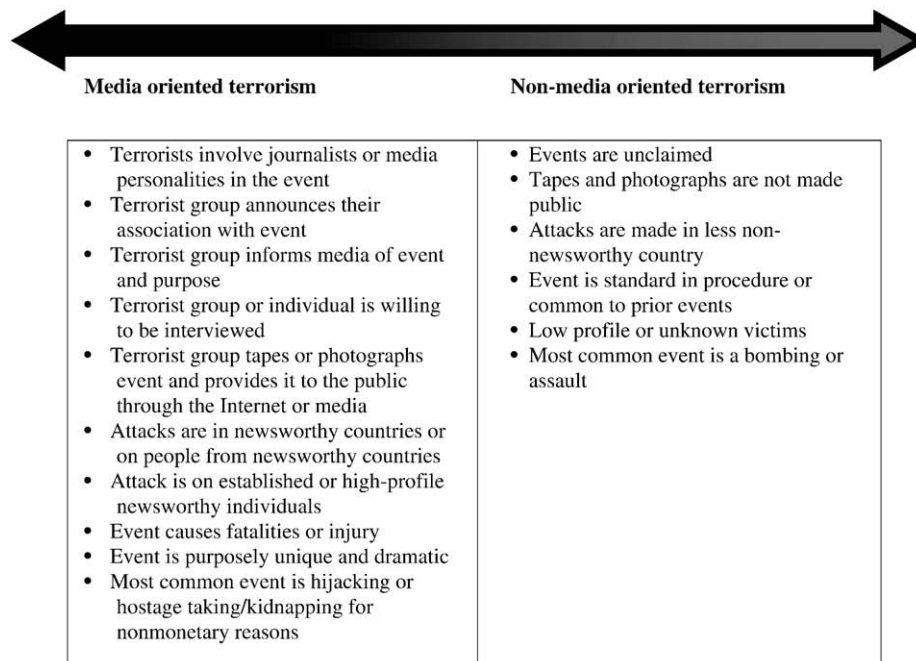 Media oriented terrorism
Non-media oriented terrorism
• Terrorists involve journalists or media
personalities in the event
• Terrorist group announces their
association with event
• Terrorist group informs media of event
and purpose
• Terrorist group or individual is willing
to be interviewed
• Terrorist group tapes or photographs
event and provides it to the public
through the Internet or media
• Attacks are in newsworthy countries or
on people from newsworthy countries
• Attack is on established or high-profile
newsworthy individuals
• Event causes fatalities or injury
• Event is purposely unique and dramatic
• Most common event is hijacking or
hostage taking/kidnapping for
nonmonetary reasons
• Events are unclaimed
• Tapes and photographs are not made
public
• Attacks are made in less non-
newsworthy country
• Event is standard in procedure or
common to prior events
• Low profile or unknown victims
• Most common event is a bombing or
assault